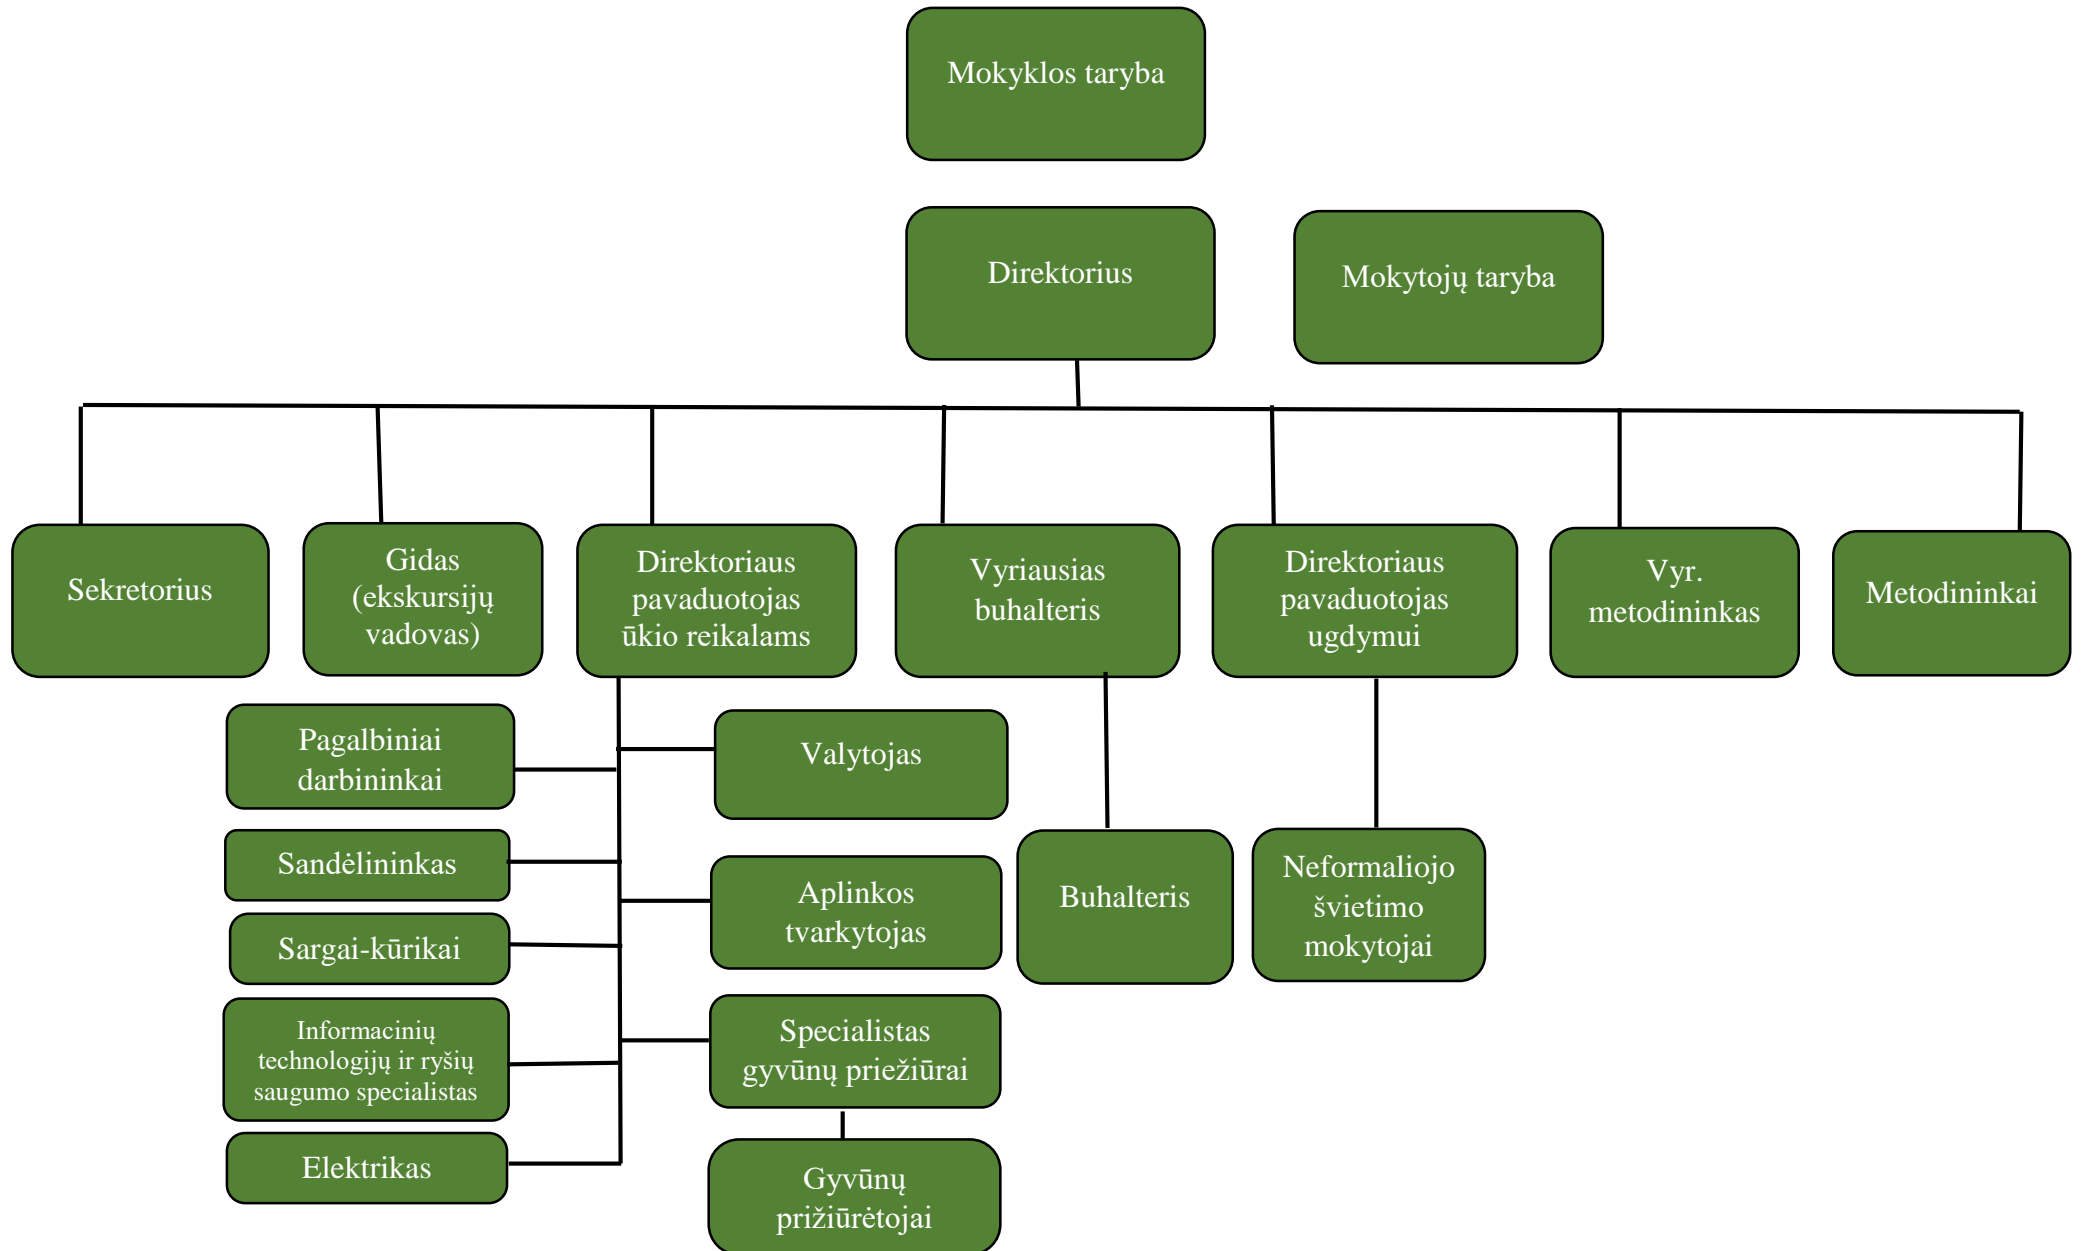 Mokyklos taryba
Direktorius
Mokytojų taryba
Sekretorius
Gidas
(ekskursijų
vadovas)
Direktoriaus
pavaduotojas
ūkio reikalams
Vyriausias
buhalteris
Direktoriaus
pavaduotojas
ugdymui
Vyr.
metodininkas
Metodininkai
Pagalbiniai
darbininkai
Valytojas
Sandėlininkas
Aplinkos
tvarkytojas
Buhalteris
Neformaliojo
švietimo
mokytojai
Sargai-kūrikai
Informacinių
technologijų ir ryšių
saugumo specialistas
Specialistas
gyvūnų priežiūrai
Elektrikas
Gyvūnų
prižiūrėtojai